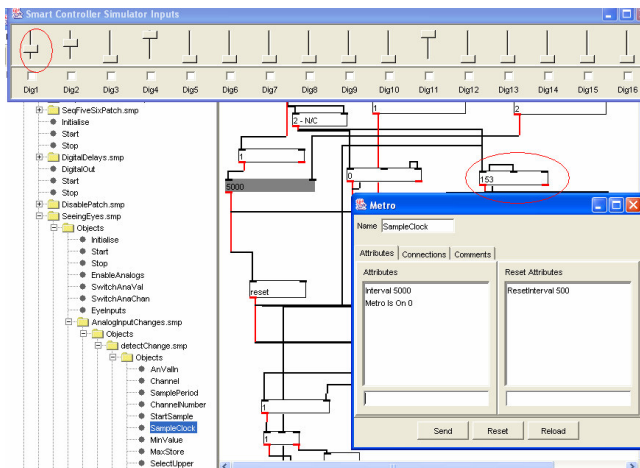 Smart Controller Simulator Inputs
Dig1 Dig2 Dig3 Dig4 Dig5 Dig6 Dig7 Dig8 Dig9 Dig10 Dig11 Dig12 Dig13 Dig14 Dig15 Dig16
SeqFiveSixPatch.smp
Initialise
Start
Stop
DigitalDelays.smp
DigitalOut
Start
Stop
DisablePatch.smp
SeeingEyes.smp
Objects
Initialise
Start
Stop
EnableAnalogs
SwitchAnaVal
SwitchAnaChan
EyeInputs
AnalogInputChanges.smp
Objects
detectChange.smp
Objects
AnValIn
Channel
SamplePeriod
ChannelNumber
StartSample
SampleClock
MinValue
MaxStore
SelectUpper
1
2
2 - N/C
1
5000
0
153
reset
1
1
Metro
Name SampleClock
Attributes Connections Comments
Attributes Reset Attributes
Interval 5000 ResetInterval 500
Metro Is On 0
Send Reset Reload